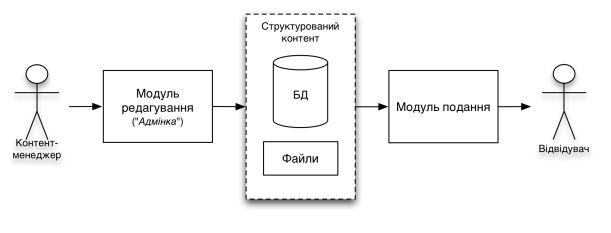 Контент-
менеджер
Модуль
редагування
("Адмінка")
Структурований
контент
БД
Файли
Модуль подання
Відвідувач